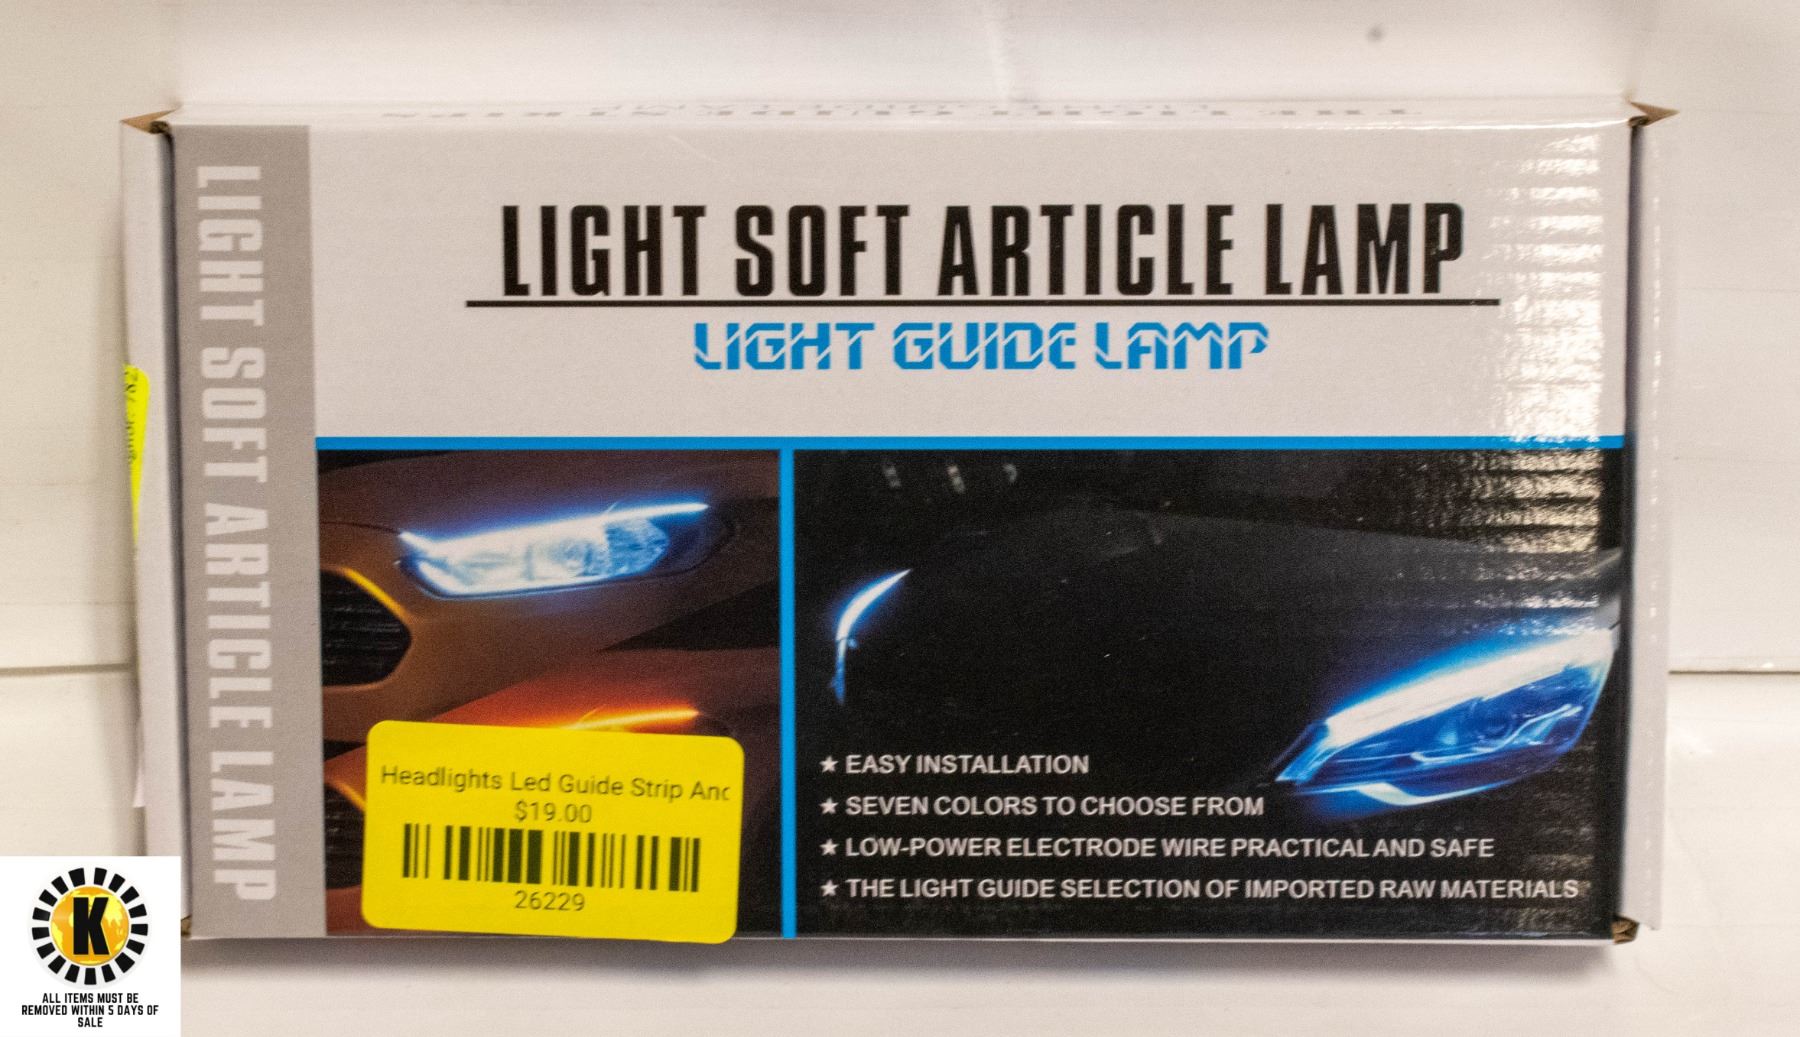 LIGHT SOFT ARTICLE LAMP
LIGHT SOFT ARTICLE LAMP
LIGHT GUIDE LAMP
★ EASY INSTALLATION
★ SEVEN COLORS TO CHOOSE FROM
★ LOW-POWER ELECTRODE WIRE PRACTICAL AND SAFE
★ THE LIGHT GUIDE SELECTION OF IMPORTED RAW MATERIALS
Headlights Led Guide Strip
$19.00
26229
K
ALL ITEMS MUST BE
REMOVED WITHIN 5 DAYS OF
SALE